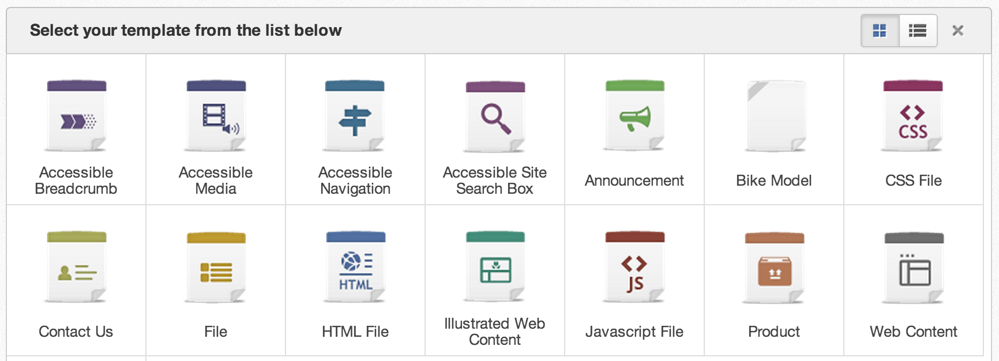 Select your template from the list below
Accessible
Breadcrumb
Accessible
Media
Accessible
Navigation
Accessible Site
Search Box
Announcement
Bike Model
CSS
CSS File
Contact Us
File
HTML
HTML File
Illustrated Web
Content
JS
Javascript File
Product
Web Content